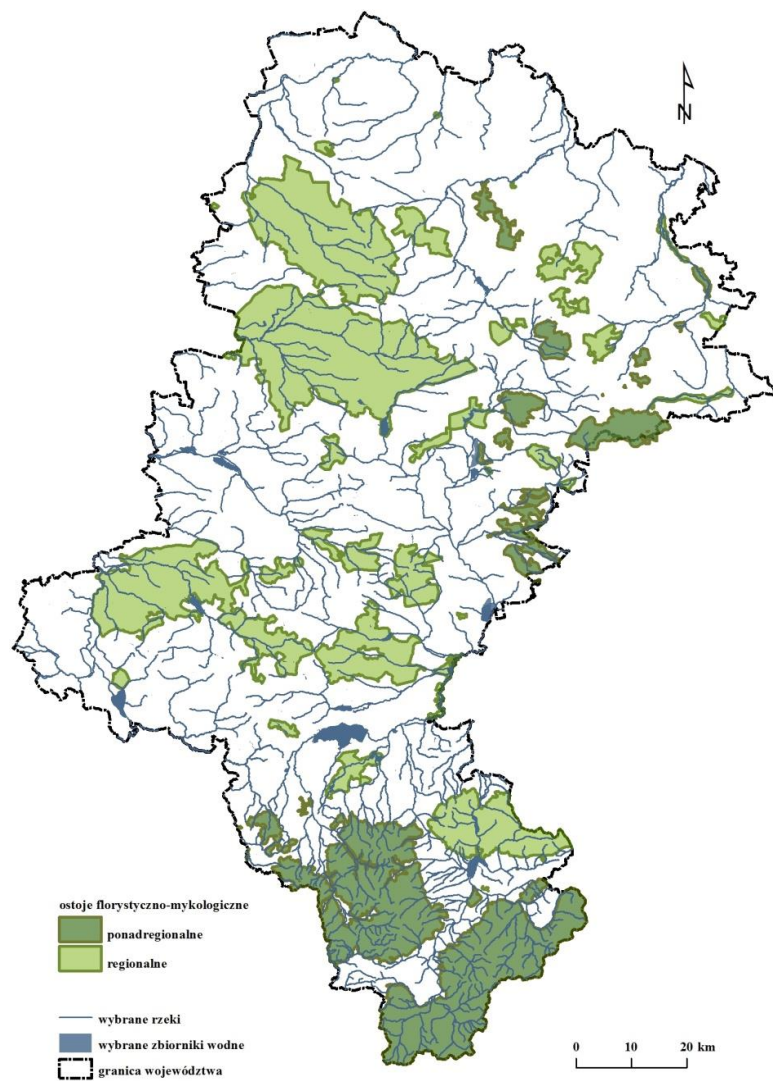 N
ostoje florystyczno-mykologiczne
ponadregionalne
regionalne
wybrane rzeki
wybrane zbiorniki wodne
granica województwa
0 10 20 km